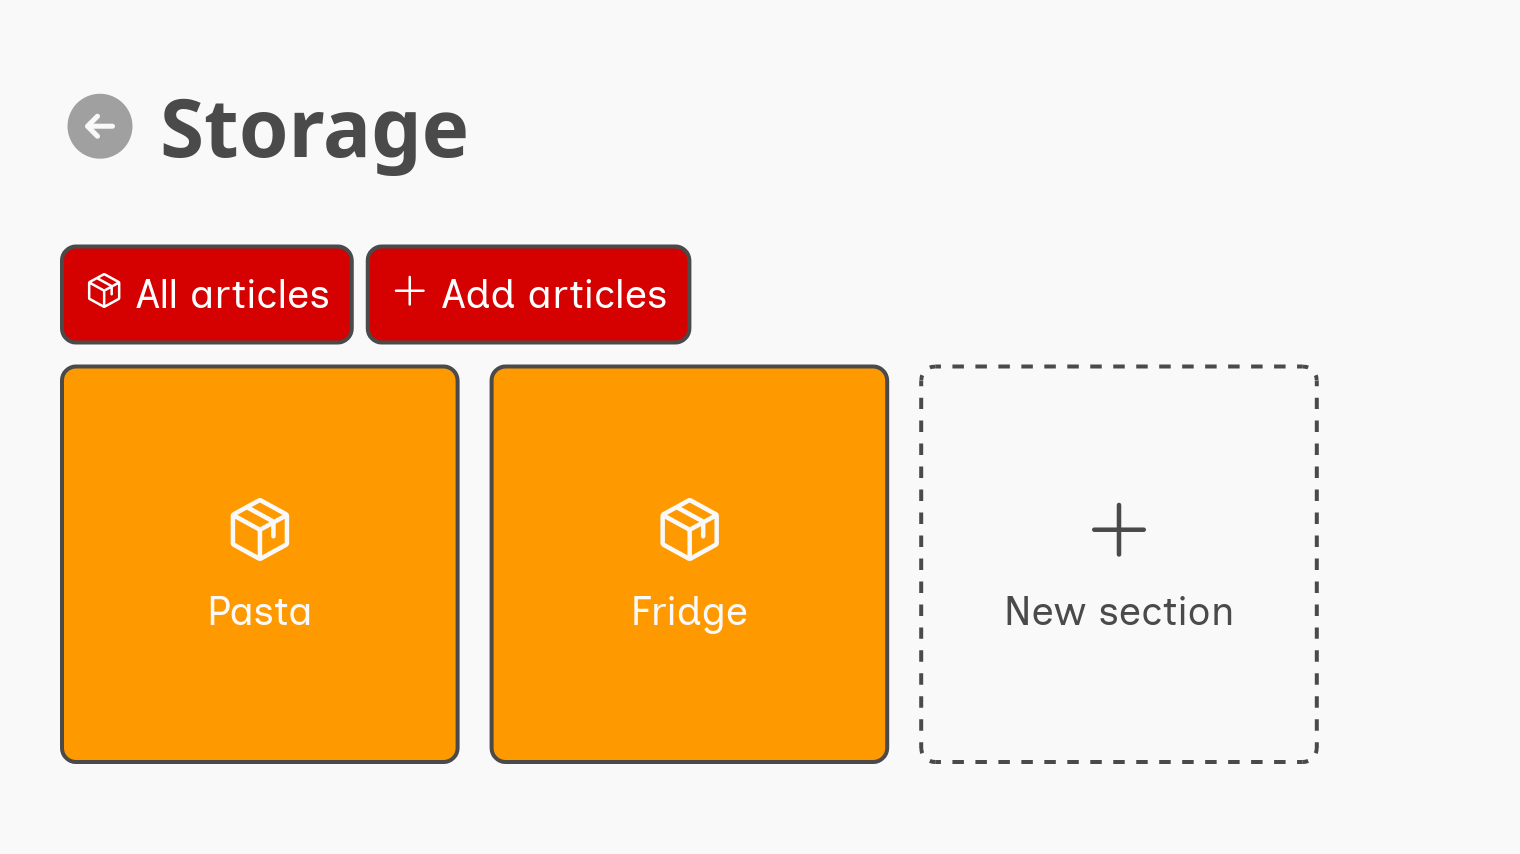 Storage
All articles
Add articles
Pasta
Fridge
New section